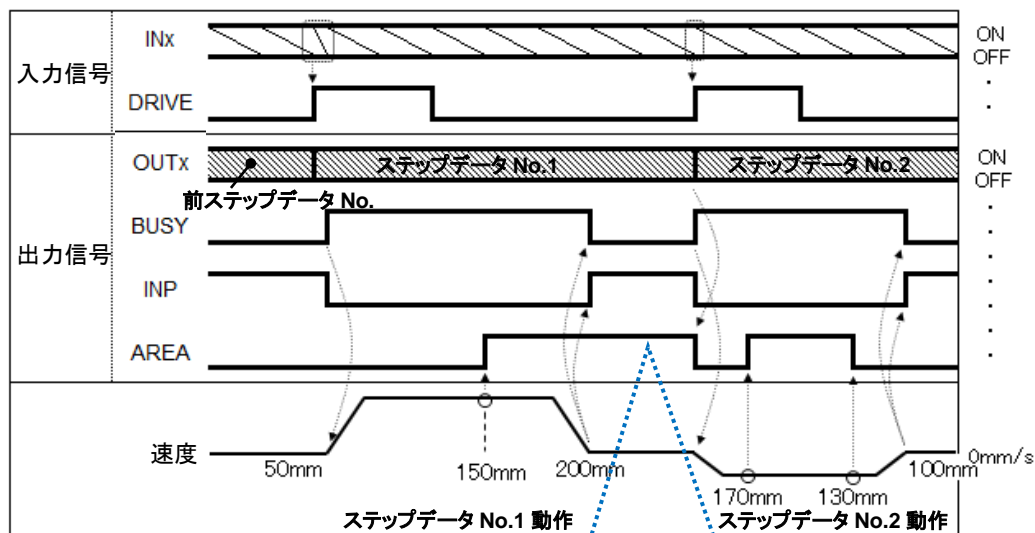 INx
ON
OFF
入力信号
DRIVE
OUTx
ステップデータ No.1
ステップデータ No.2
ON
OFF
前ステップデータ No.
BUSY
出力信号
INP
AREA
速度
50mm
150mm
200mm
170mm
130mm
100mm
0mm/s
ステップデータ No.1 動作
ステップデータ No.2 動作